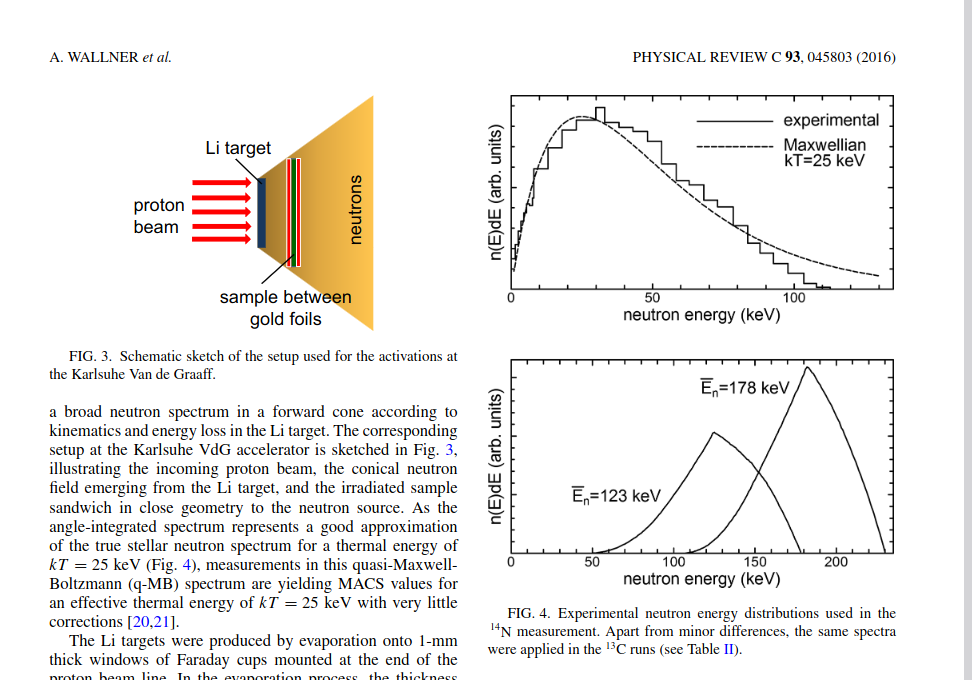 A. WALLNER et al.
PHYSICAL REVIEW C 93, 045803 (2016)
Li target
proton
beam
neutrons
sample between
gold foils
FIG. 3. Schematic sketch of the setup used for the activations at
the Karlsuhe Van de Graaff.
a broad neutron spectrum in a forward cone according to
kinematics and energy loss in the Li target. The corresponding
setup at the Karlsuhe VdG accelerator is sketched in Fig. 3,
illustrating the incoming proton beam, the conical neutron
field emerging from the Li target, and the irradiated sample
sandwich in close geometry to the neutron source. As the
angle-integrated spectrum represents a good approximation
of the true stellar neutron spectrum for a thermal energy of
kT = 25 keV (Fig. 4), measurements in this quasi-Maxwell-
Boltzmann (q-MB) spectrum are yielding MACS values for
an effective thermal energy of kT = 25 keV with very little
corrections [20,21].
The Li targets were produced by evaporation onto 1-mm
thick windows of Faraday cups mounted at the end of the
proton beam line. In the evaporation process, the thickness
n(E)dE (arb. units)
experimental
Maxwellian
kT=25 keV
0 50 100
neutron energy (keV)
n(E)dE (arb. units)
E̅ₙ=178 keV
E̅ₙ=123 keV
0 50 100 150 200
neutron energy (keV)
FIG. 4. Experimental neutron energy distributions used in the
¹⁴N measurement. Apart from minor differences, the same spectra
were applied in the ¹³C runs (see Table II).